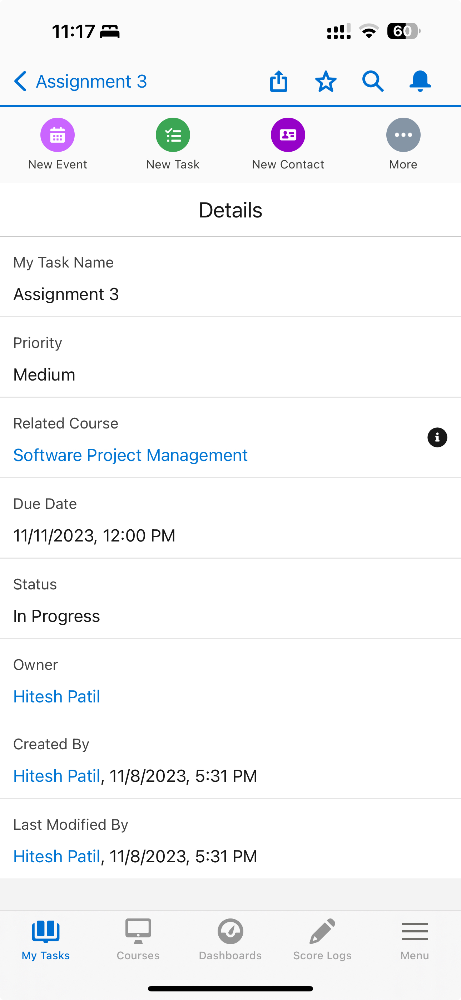 11:17
60
Assignment 3
New Event
New Task
New Contact
More
Details
My Task Name
Assignment 3
Priority
Medium
Related Course
Software Project Management
Due Date
11/11/2023, 12:00 PM
Status
In Progress
Owner
Hitesh Patil
Created By
Hitesh Patil, 11/8/2023, 5:31 PM
Last Modified By
Hitesh Patil, 11/8/2023, 5:31 PM
My Tasks
Courses
Dashboards
Score Logs
Menu